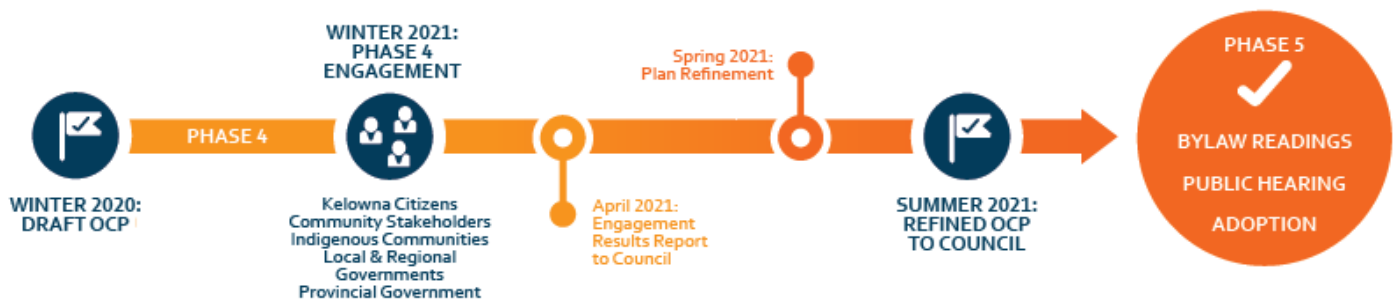 WINTER 2020:
DRAFT OCP
PHASE 4
WINTER 2021:
PHASE 4
ENGAGEMENT
Kelowna Citizens
Community Stakeholders
Indigenous Communities
Local & Regional
Governments
Provincial Government
April 2021:
Engagement
Results Report
to Council
Spring 2021:
Plan Refinement
SUMMER 2021:
REFINED OCP
TO COUNCIL
PHASE 5
BYLAW READINGS
PUBLIC HEARING
ADOPTION